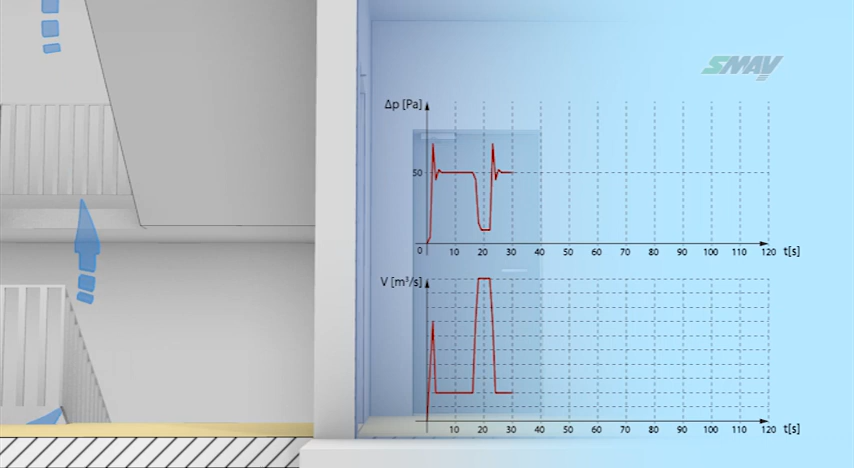 SMAY
Δp [Pa]
50
0 10 20 30 40 50 60 70 80 90 100 110 120 t[s]
V [m³/s]
10 20 30 40 50 60 70 80 90 100 110 120 t[s]